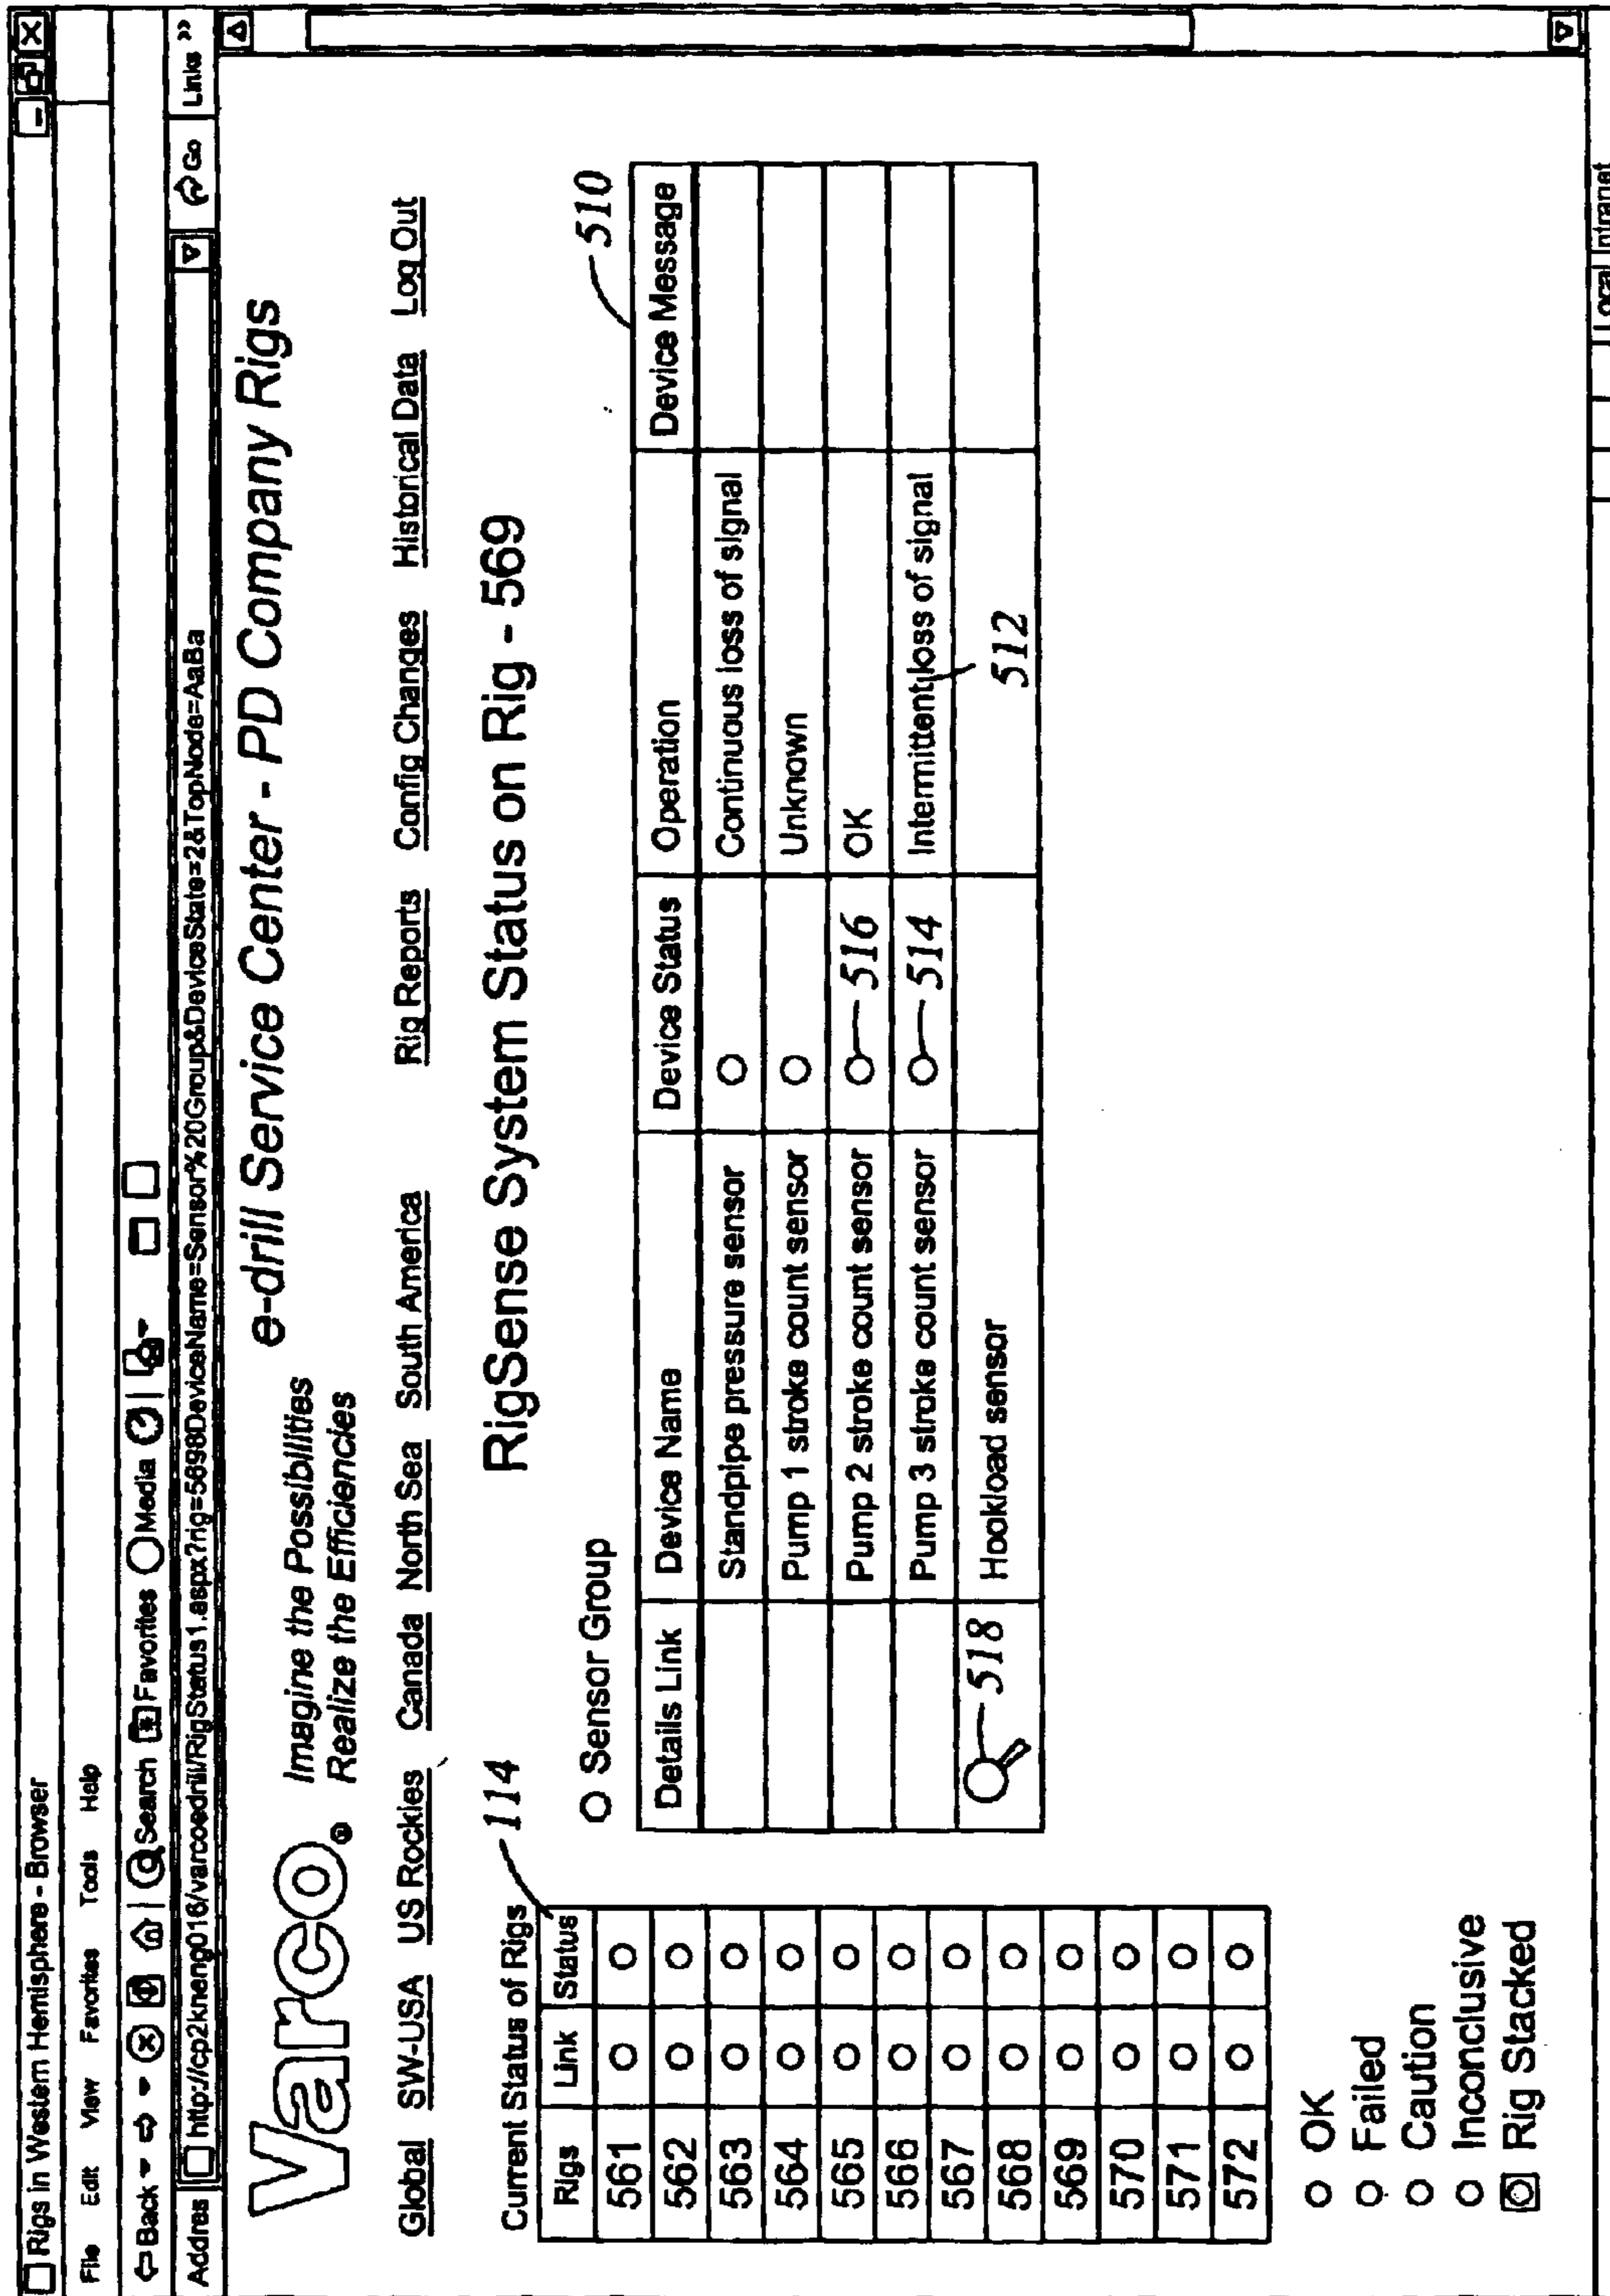 Rigs in Western Hemisphere - Browser
File Edit View Favorites Tools Help
Back Search Favorites Media
Addres http://cp2kneng016/varcoedrill/RigStatus1.aspx?rig=5698DeviceName=Sensor%20Group&DeviceState=2&TopNode=AaBa Go Links »
Varco® Imagine the Possibilities
Realize the Efficiencies
e-drill Service Center - PD Company Rigs
Global SW-USA US Rockies Canada North Sea South America Rig Reports Config Changes Historical Data Log Out
RigSense System Status on Rig - 569
Current Status of Rigs 114
Rigs Link Status
561
562
563
564
565
566
567
568
569
570
571
572
OK
Failed
Caution
Inconclusive
Rig Stacked
Sensor Group 510
Details Link Device Name Device Status Operation Device Message
Standpipe pressure sensor Continuous loss of signal
Pump 1 stroke count sensor Unknown
Pump 2 stroke count sensor 516 OK
Pump 3 stroke count sensor 514 Intermittent loss of signal
518 Hookload sensor 512
Local Intranet